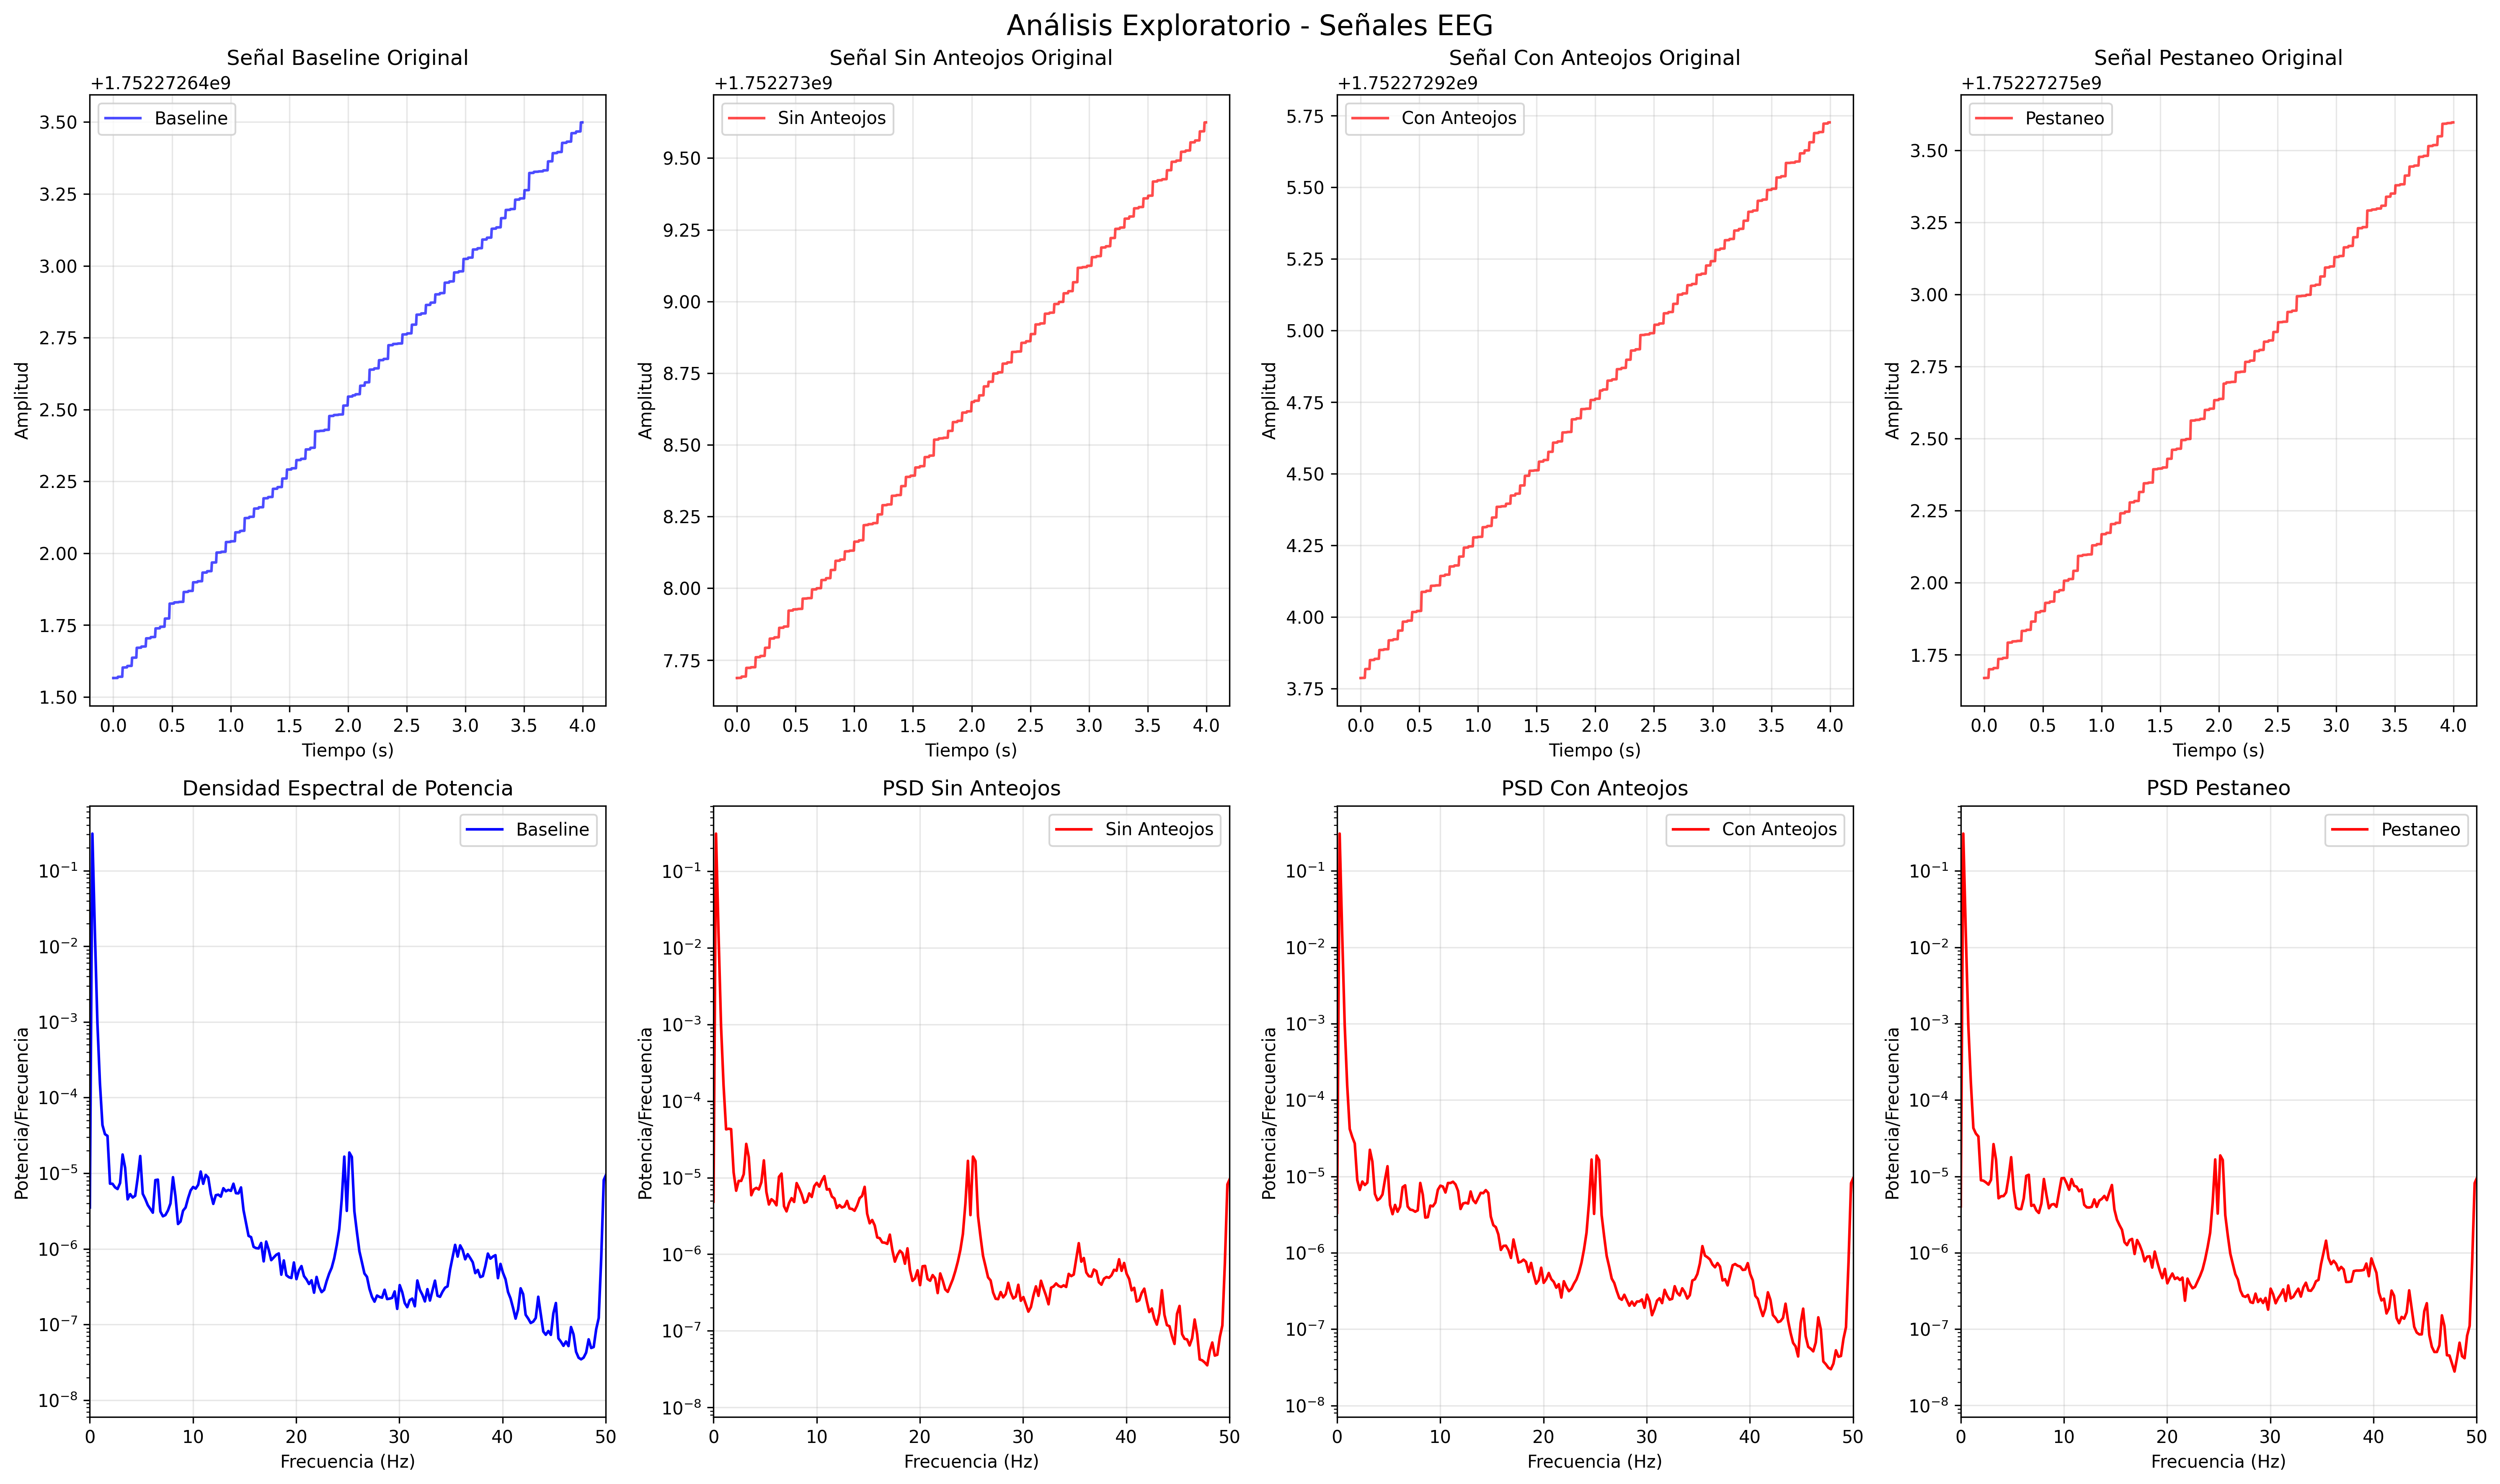 Análisis Exploratorio - Señales EEG
Señal Baseline Original
+1.75227264e9
Baseline
3.50
3.25
3.00
2.75
2.50
2.25
2.00
1.75
1.50
Amplitud
0.0 0.5 1.0 1.5 2.0 2.5 3.0 3.5 4.0
Tiempo (s)
Señal Sin Anteojos Original
+1.752273e9
Sin Anteojos
9.50
9.25
9.00
8.75
8.50
8.25
8.00
7.75
Amplitud
0.0 0.5 1.0 1.5 2.0 2.5 3.0 3.5 4.0
Tiempo (s)
Señal Con Anteojos Original
+1.75227292e9
Con Anteojos
5.75
5.50
5.25
5.00
4.75
4.50
4.25
4.00
3.75
Amplitud
0.0 0.5 1.0 1.5 2.0 2.5 3.0 3.5 4.0
Tiempo (s)
Señal Pestaneo Original
+1.75227275e9
Pestaneo
3.50
3.25
3.00
2.75
2.50
2.25
2.00
1.75
Amplitud
0.0 0.5 1.0 1.5 2.0 2.5 3.0 3.5 4.0
Tiempo (s)
Densidad Espectral de Potencia
Baseline
10⁻¹
10⁻²
10⁻³
10⁻⁴
10⁻⁵
10⁻⁶
10⁻⁷
10⁻⁸
Potencia/Frecuencia
0 10 20 30 40 50
Frecuencia (Hz)
PSD Sin Anteojos
Sin Anteojos
10⁻¹
10⁻²
10⁻³
10⁻⁴
10⁻⁵
10⁻⁶
10⁻⁷
10⁻⁸
Potencia/Frecuencia
0 10 20 30 40 50
Frecuencia (Hz)
PSD Con Anteojos
Con Anteojos
10⁻¹
10⁻²
10⁻³
10⁻⁴
10⁻⁵
10⁻⁶
10⁻⁷
10⁻⁸
Potencia/Frecuencia
0 10 20 30 40 50
Frecuencia (Hz)
PSD Pestaneo
Pestaneo
10⁻¹
10⁻²
10⁻³
10⁻⁴
10⁻⁵
10⁻⁶
10⁻⁷
10⁻⁸
Potencia/Frecuencia
0 10 20 30 40 50
Frecuencia (Hz)